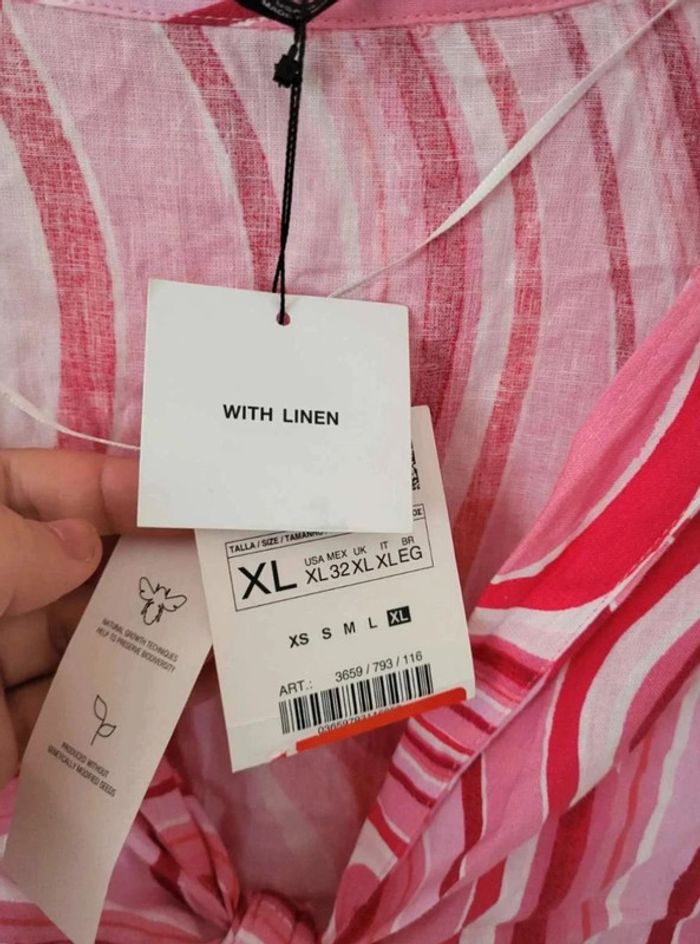 WITH LINEN
TALLA / SIZE / TAMANHO
XL
USA MEX UK IT BR
XL 32 XL XL EG
XS S M L XL
ART.: 3659 / 793 / 116
NATURAL GROWTH TECHNIQUES
HELP TO PRESERVE BIODIVERSITY
PRODUCED WITHOUT
GENETICALLY MODIFIED SEEDS